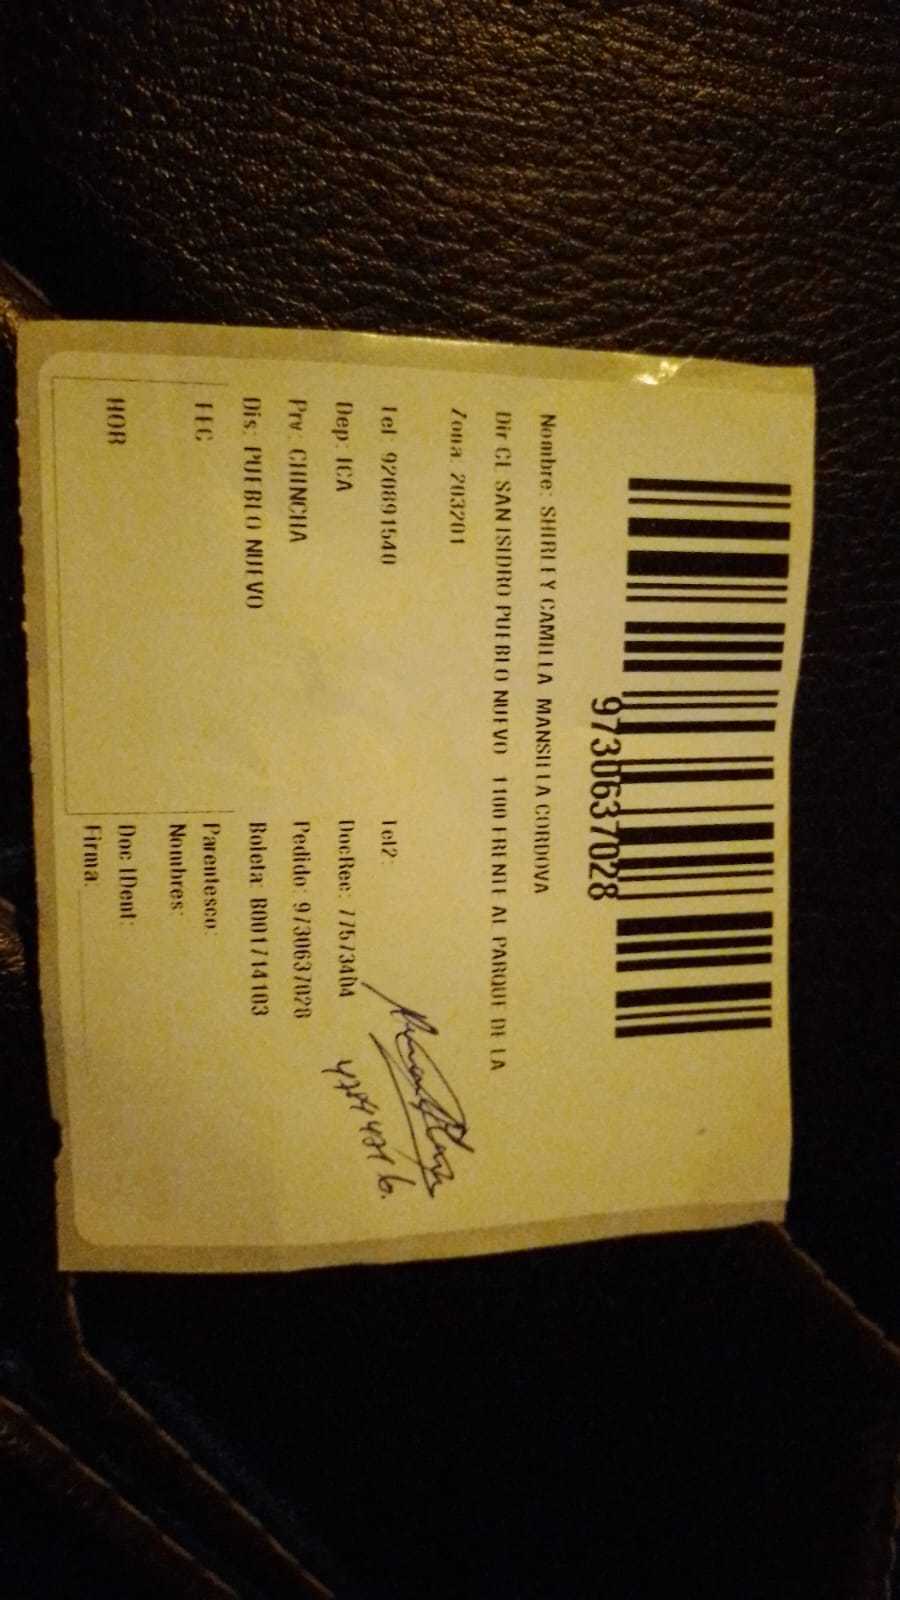 9730637028
Nombre: SHIRLEY CAMILLA MANSILLA CORDOVA
Dir CL SAN ISIDRO PUEBLO NUEVO 1100 FRENTE AL PARQUE DE LA
Zona: 203201
Tel 920891540 Tel2:
Dep: ICA DocRec: 77573404
Prv: CHINCHA Pedido: 9730637028
Dis: PUEBLO NUEVO Boleta: B001714103
FEC Parentesco:
Nombres:
HOR Doc IDent:
Firma: